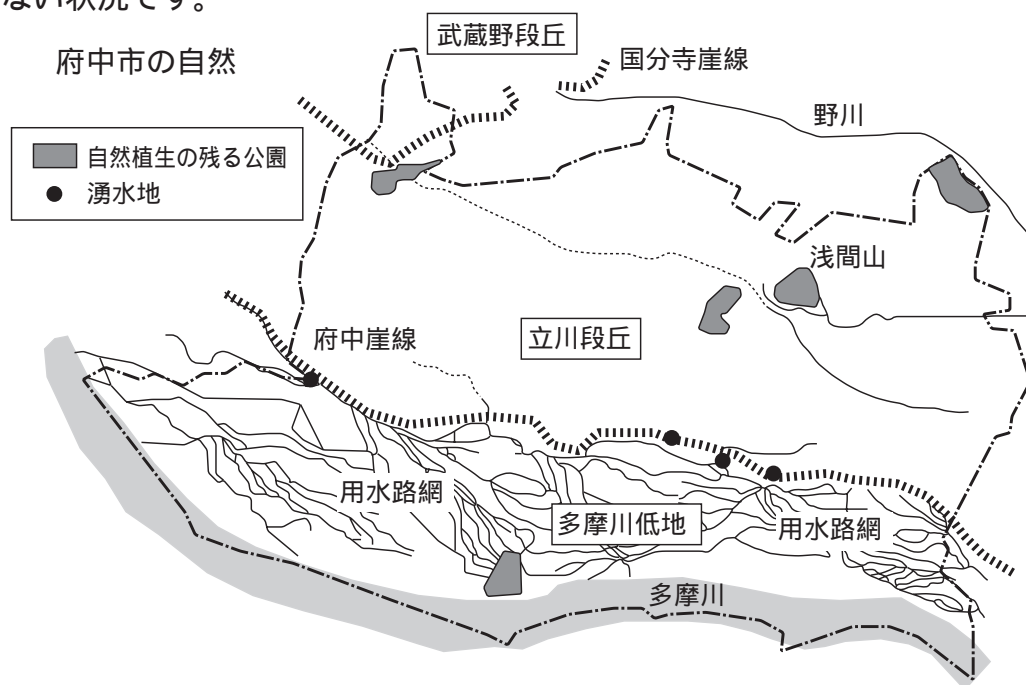 ない状況です。
府中市の自然
武蔵野段丘
国分寺崖線
野川
自然植生の残る公園
湧水地
浅間山
府中崖線
立川段丘
用水路網
多摩川低地
用水路網
多摩川